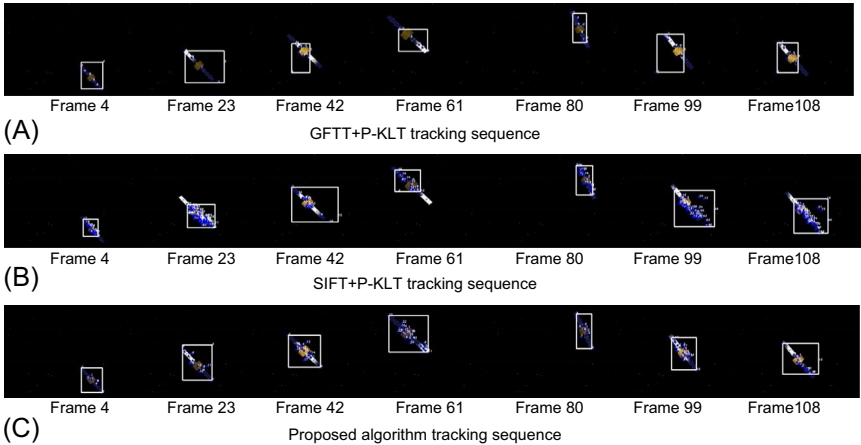 Frame 4 Frame 23 Frame 42 Frame 61 Frame 80 Frame 99 Frame108
(A)
GFTT+P-KLT tracking sequence
Frame 4 Frame 23 Frame 42 Frame 61 Frame 80 Frame 99 Frame108
(B)
SIFT+P-KLT tracking sequence
Frame 4 Frame 23 Frame 42 Frame 61 Frame 80 Frame 99 Frame108
(C)
Proposed algorithm tracking sequence